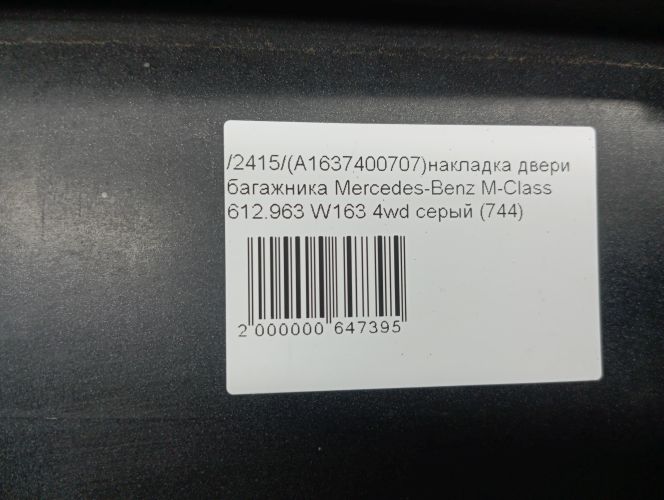 /2415/(A1637400707)накладка двери
багажника Mercedes-Benz M-Class
612.963 W163 4wd серый (744)
2 000000 647395